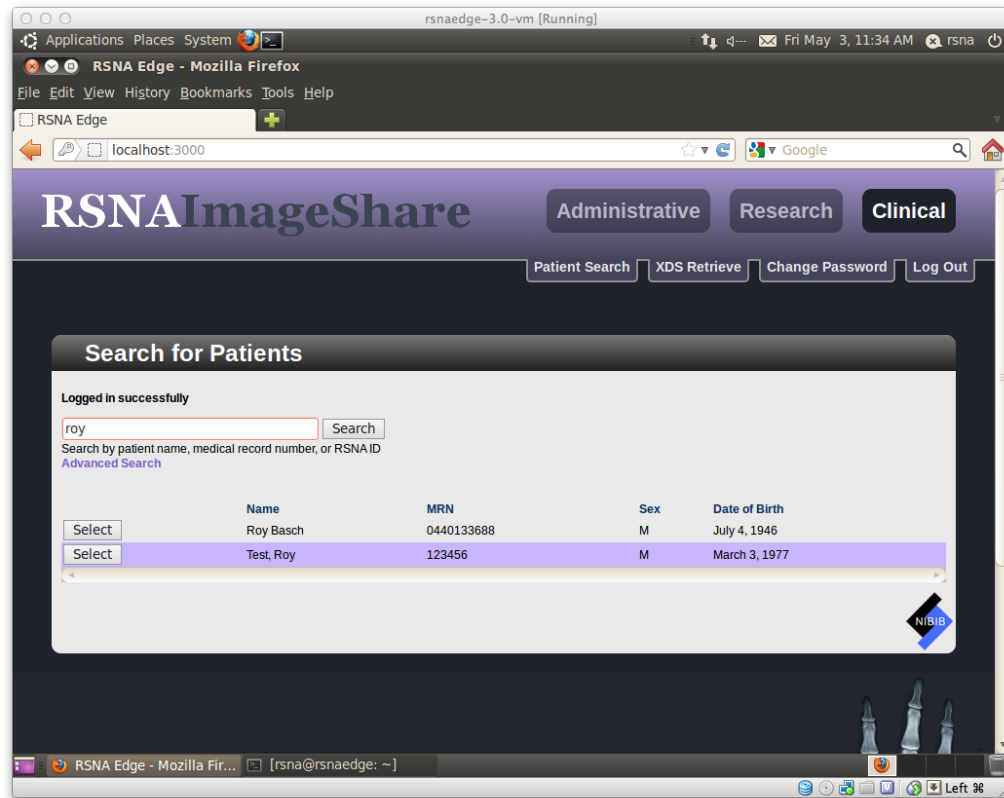 rsnaedge-3.0-vm [Running]
Applications Places System Fri May 3, 11:34 AM rsna
RSNA Edge - Mozilla Firefox
File Edit View History Bookmarks Tools Help
RSNA Edge
localhost:3000 Google
RSNAImageShare Administrative Research Clinical
Patient Search XDS Retrieve Change Password Log Out
Search for Patients
Logged in successfully
roy Search
Search by patient name, medical record number, or RSNA ID
Advanced Search
Name MRN Sex Date of Birth
Select Roy Basch 0440133688 M July 4, 1946
Select Test, Roy 123456 M March 3, 1977
NIBIB
RSNA Edge - Mozilla Fir... [rsna@rsnaedge: ~]
Left ⌘